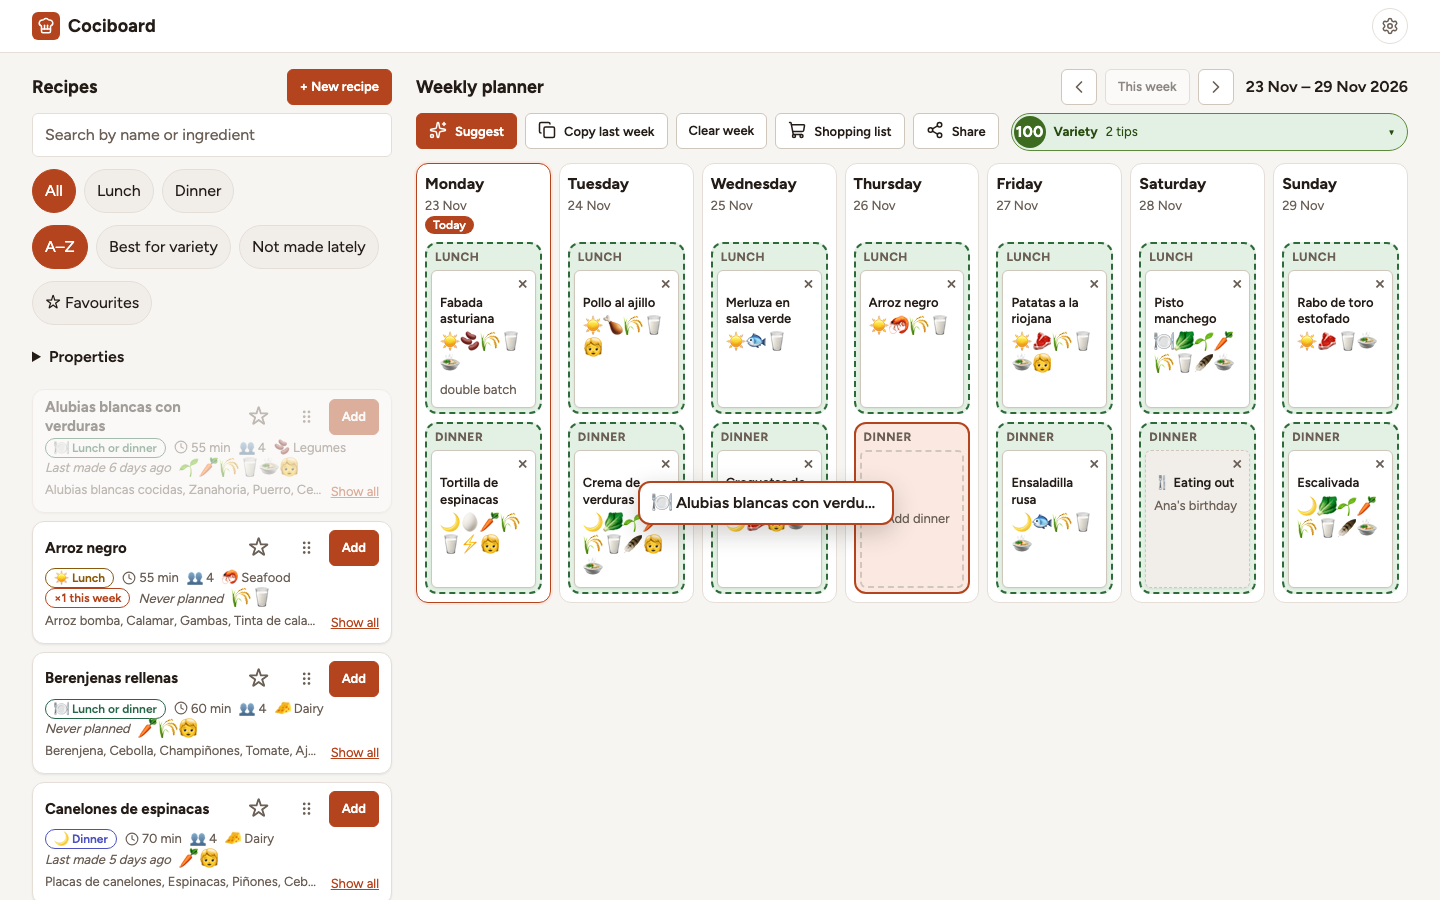 Cociboard
Recipes
+ New recipe
Search by name or ingredient
All
Lunch
Dinner
A–Z
Best for variety
Not made lately
Favourites
Properties
Alubias blancas con
verduras
Add
Lunch or dinner
55 min
4
Legumes
Last made 6 days ago
Alubias blancas cocidas, Zanahoria, Puerro, Ce...
Show all
Arroz negro
Add
Lunch
55 min
4
Seafood
×1 this week
Never planned
Arroz bomba, Calamar, Gambas, Tinta de cala...
Show all
Berenjenas rellenas
Add
Lunch or dinner
60 min
4
Dairy
Never planned
Berenjena, Cebolla, Champiñones, Tomate, Aj...
Show all
Canelones de espinacas
Add
Dinner
70 min
4
Dairy
Last made 5 days ago
Placas de canelones, Espinacas, Piñones, Ceb...
Show all
Weekly planner
This week
23 Nov – 29 Nov 2026
Suggest
Copy last week
Clear week
Shopping list
Share
100
Variety
2 tips
Monday
23 Nov
Today
LUNCH
Fabada
asturiana
double batch
DINNER
Tortilla de
espinacas
Tuesday
24 Nov
LUNCH
Pollo al ajillo
DINNER
Crema de
verduras
Wednesday
25 Nov
LUNCH
Merluza en
salsa verde
DINNER
Alubias blancas con verdu...
Thursday
26 Nov
LUNCH
Arroz negro
DINNER
dinner
Friday
27 Nov
LUNCH
Patatas a la
riojana
DINNER
Ensaladilla
rusa
Saturday
28 Nov
LUNCH
Pisto
manchego
DINNER
Eating out
Ana's birthday
Sunday
29 Nov
LUNCH
Rabo de toro
estofado
DINNER
Escalivada